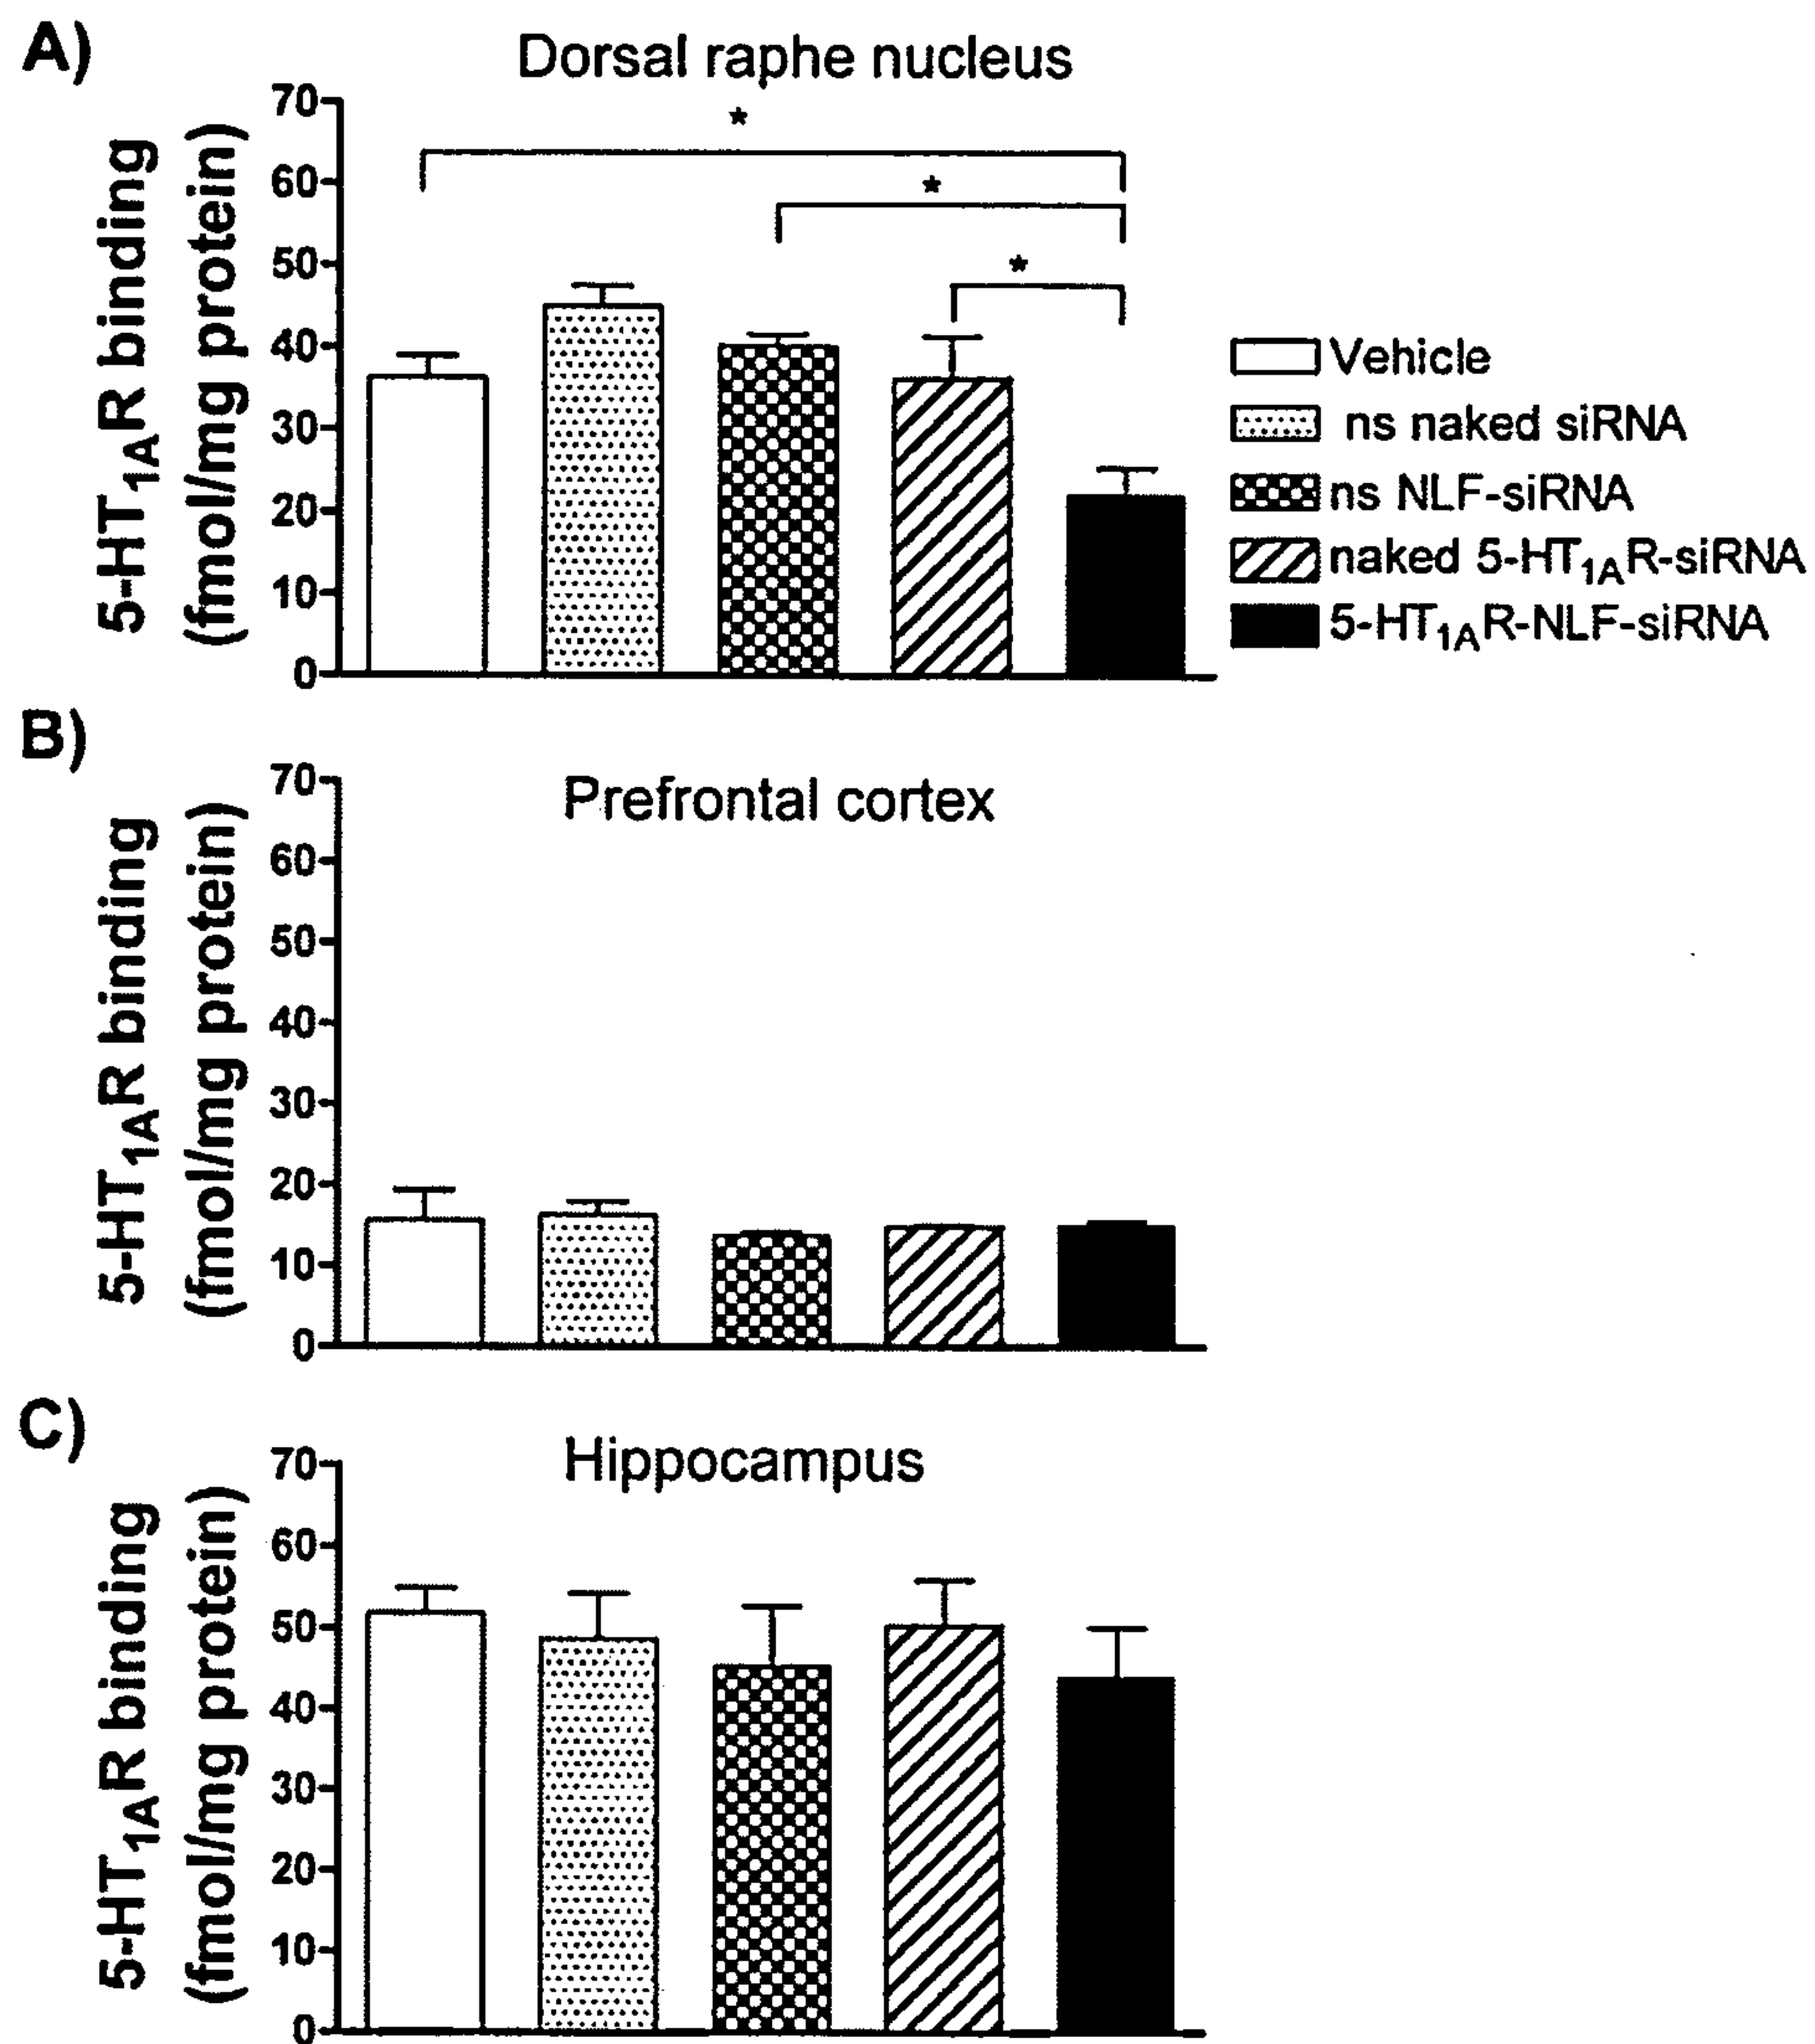 A)
Dorsal raphe nucleus
5-HT1AR binding
(fmol/mg protein)
70
60
50
40
30
20
10
0
*
*
*
Vehicle
ns naked siRNA
ns NLF-siRNA
naked 5-HT1AR-siRNA
5-HT1AR-NLF-siRNA
B)
Prefrontal cortex
5-HT1AR binding
(fmol/mg protein)
70
60
50
40
30
20
10
0
C)
Hippocampus
5-HT1AR binding
(fmol/mg protein)
70
60
50
40
30
20
10
0